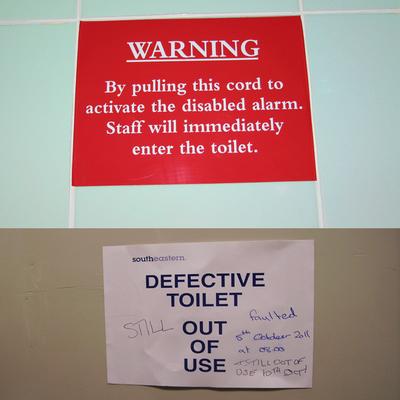 WARNING
By pulling this cord to
activate the disabled alarm.
Staff will immediately
enter the toilet.
southeastern.
DEFECTIVE
TOILET
STILL OUT
OF
USE
faulted
5th October 2011
at 08:00
STILL OUT OF
USE 10TH OCT!